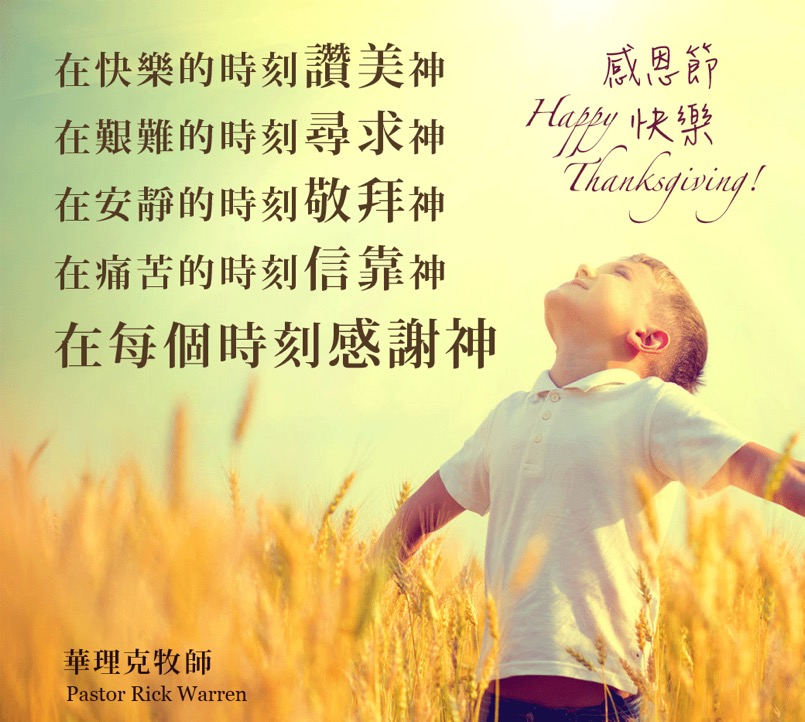 在快樂的時刻讚美神
在艱難的時刻尋求神
在安靜的時刻敬拜神
在痛苦的時刻信靠神
在每個時刻感謝神
感恩節
Happy 快樂
Thanksgiving!
華理克牧師
Pastor Rick Warren